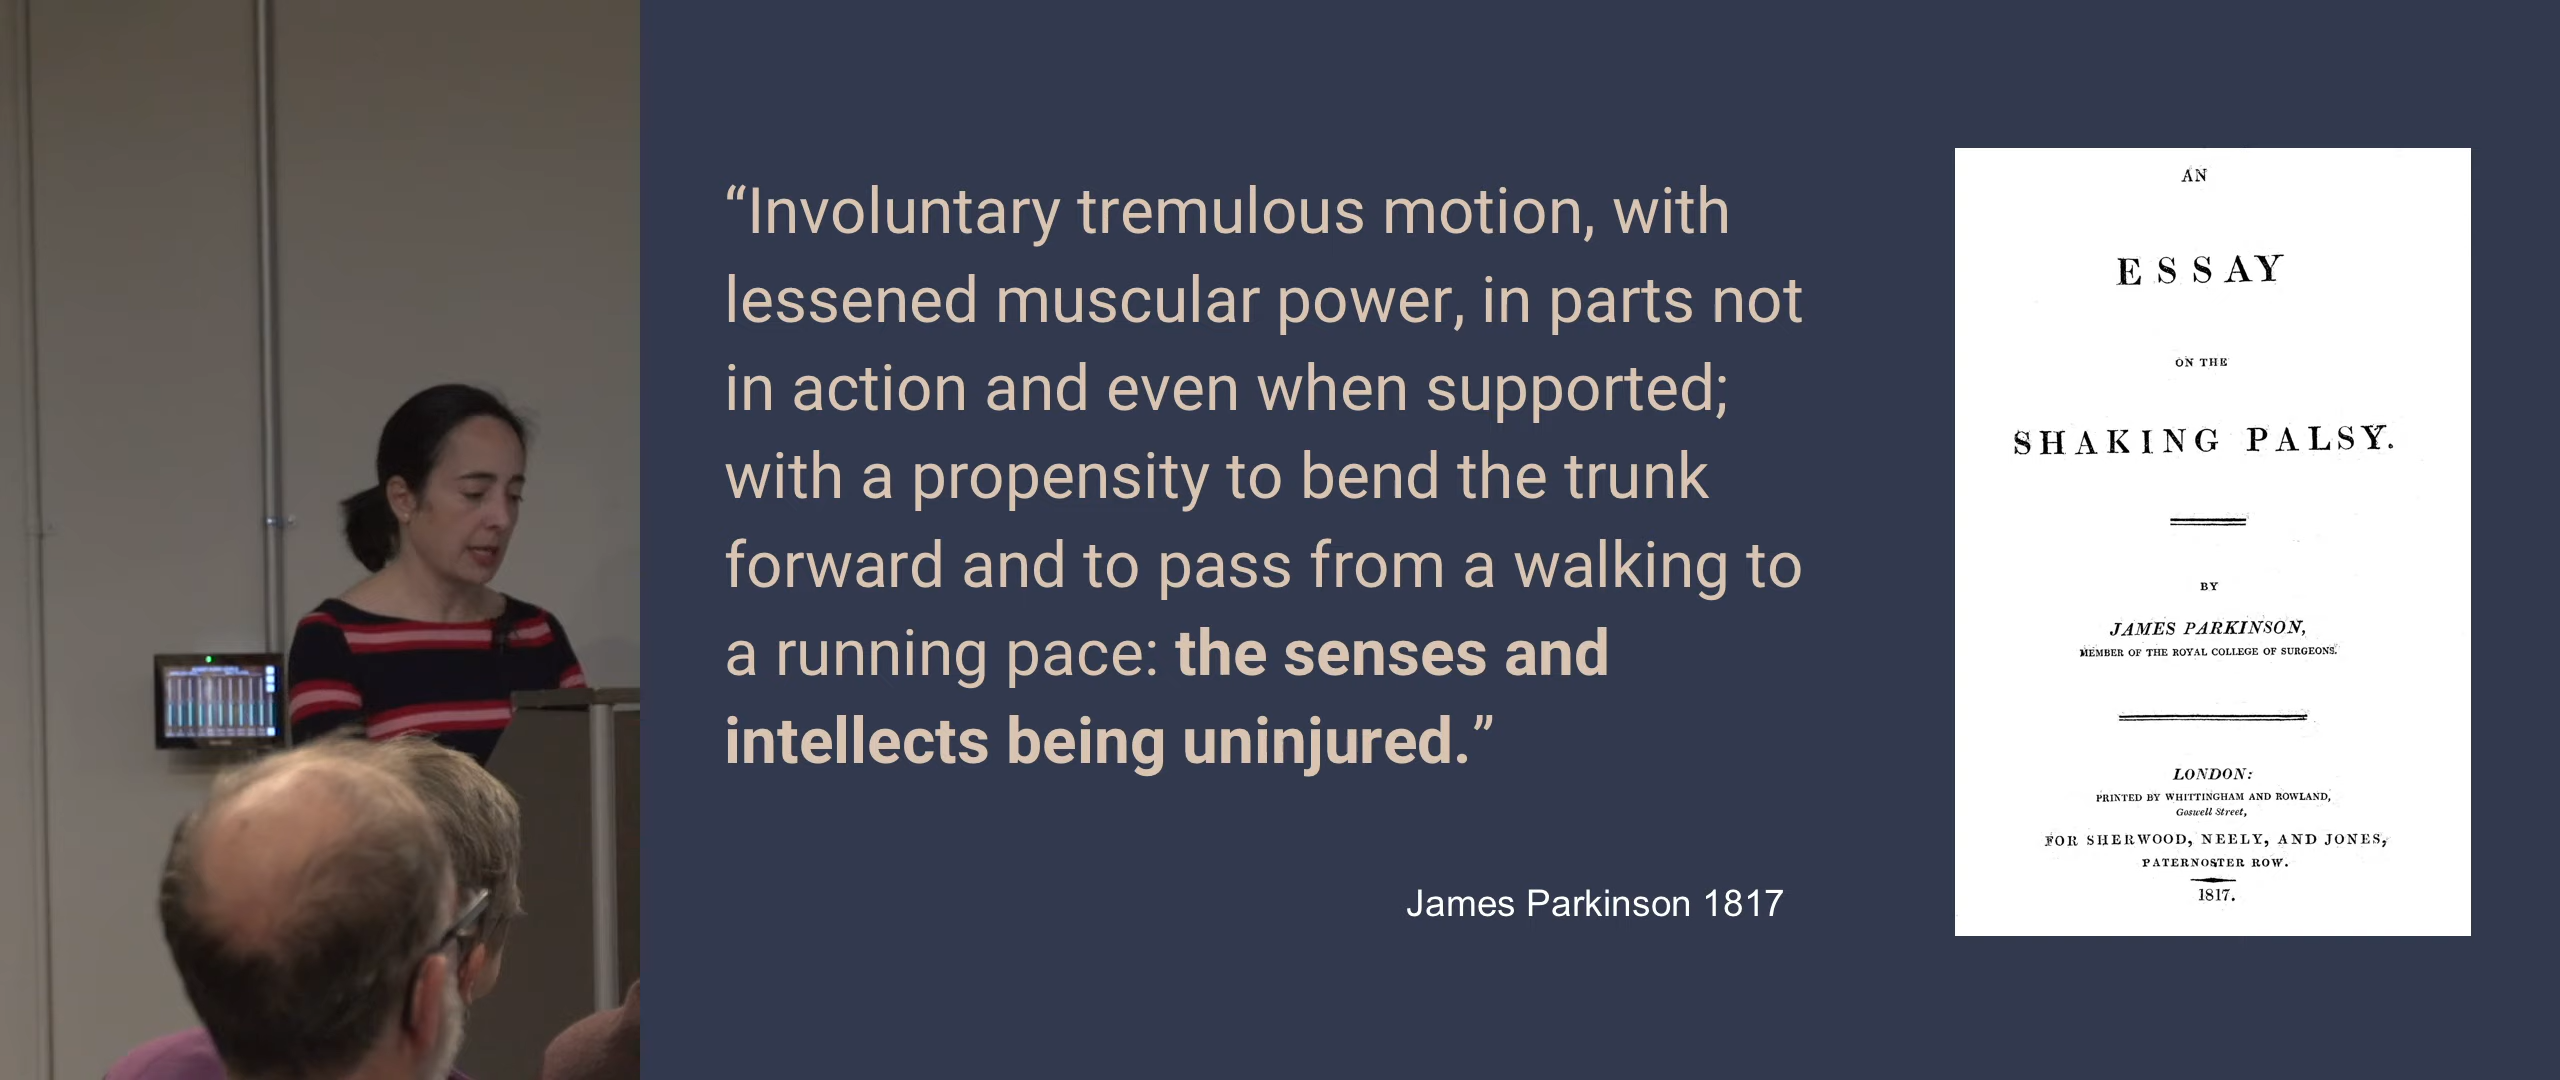 “Involuntary tremulous motion, with
lessened muscular power, in parts not
in action and even when supported;
with a propensity to bend the trunk
forward and to pass from a walking to
a running pace: the senses and
intellects being uninjured.”
James Parkinson 1817
AN
ESSAY
ON THE
SHAKING PALSY.
BY
JAMES PARKINSON,
MEMBER OF THE ROYAL COLLEGE OF SURGEONS.
LONDON:
PRINTED BY WHITTINGHAM AND ROWLAND,
Goswell Street,
FOR SHERWOOD, NEELY, AND JONES,
PATERNOSTER ROW.
1817.